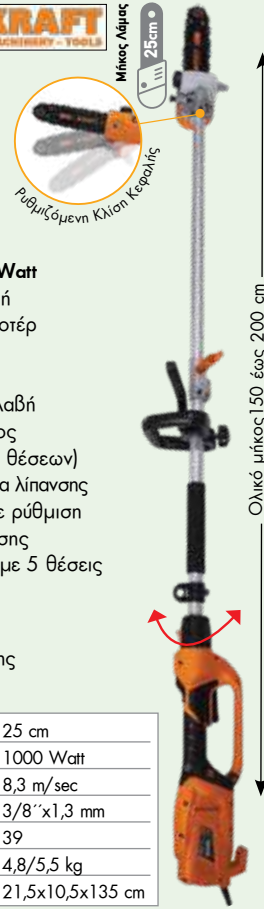 KRAFT
MACHINERY - TOOLS
Μήκος Λάμας
25cm
Ρυθμιζόμενη Κλίση Κεφαλής
Watt
ή
οτέρ
λαβή
ος
θέσεων)
α λίπανσης
ε ρύθμιση
σης
με 5 θέσεις
ης
Ολικό μήκος150 έως 200 cm
25 cm
1000 Watt
8,3 m/sec
3/8΄΄x1,3 mm
39
4,8/5,5 kg
21,5x10,5x135 cm